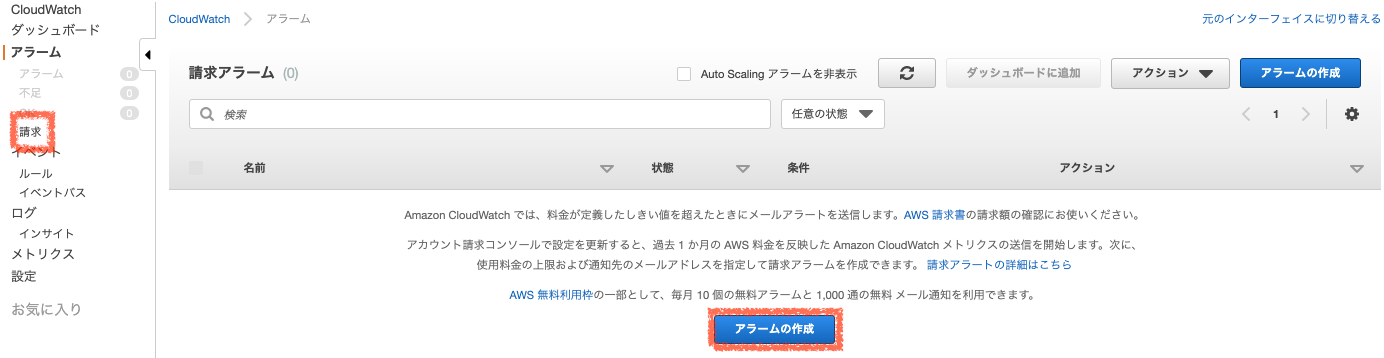 CloudWatch
ダッシュボード
アラーム
アラーム 0
不足 0
OK 0
請求
イベント
ルール
イベントバス
ログ
インサイト
メトリクス
設定
お気に入り
CloudWatch アラーム
元のインターフェイスに切り替える
請求アラーム (0)
Auto Scaling アラームを非表示
ダッシュボードに追加
アクション
アラームの作成
検索
任意の状態
1
名前 状態 条件 アクション
Amazon CloudWatch では、料金が定義したしきい値を超えたときにメールアラートを送信します。AWS 請求書の請求額の確認にお使いください。
アカウント請求コンソールで設定を更新すると、過去 1 か月の AWS 料金を反映した Amazon CloudWatch メトリクスの送信を開始します。次に、
使用料金の上限および通知先のメールアドレスを指定して請求アラームを作成できます。 請求アラートの詳細はこちら
AWS 無料利用枠の一部として、毎月 10 個の無料アラームと 1,000 通の無料 メール通知を利用できます。
アラームの作成